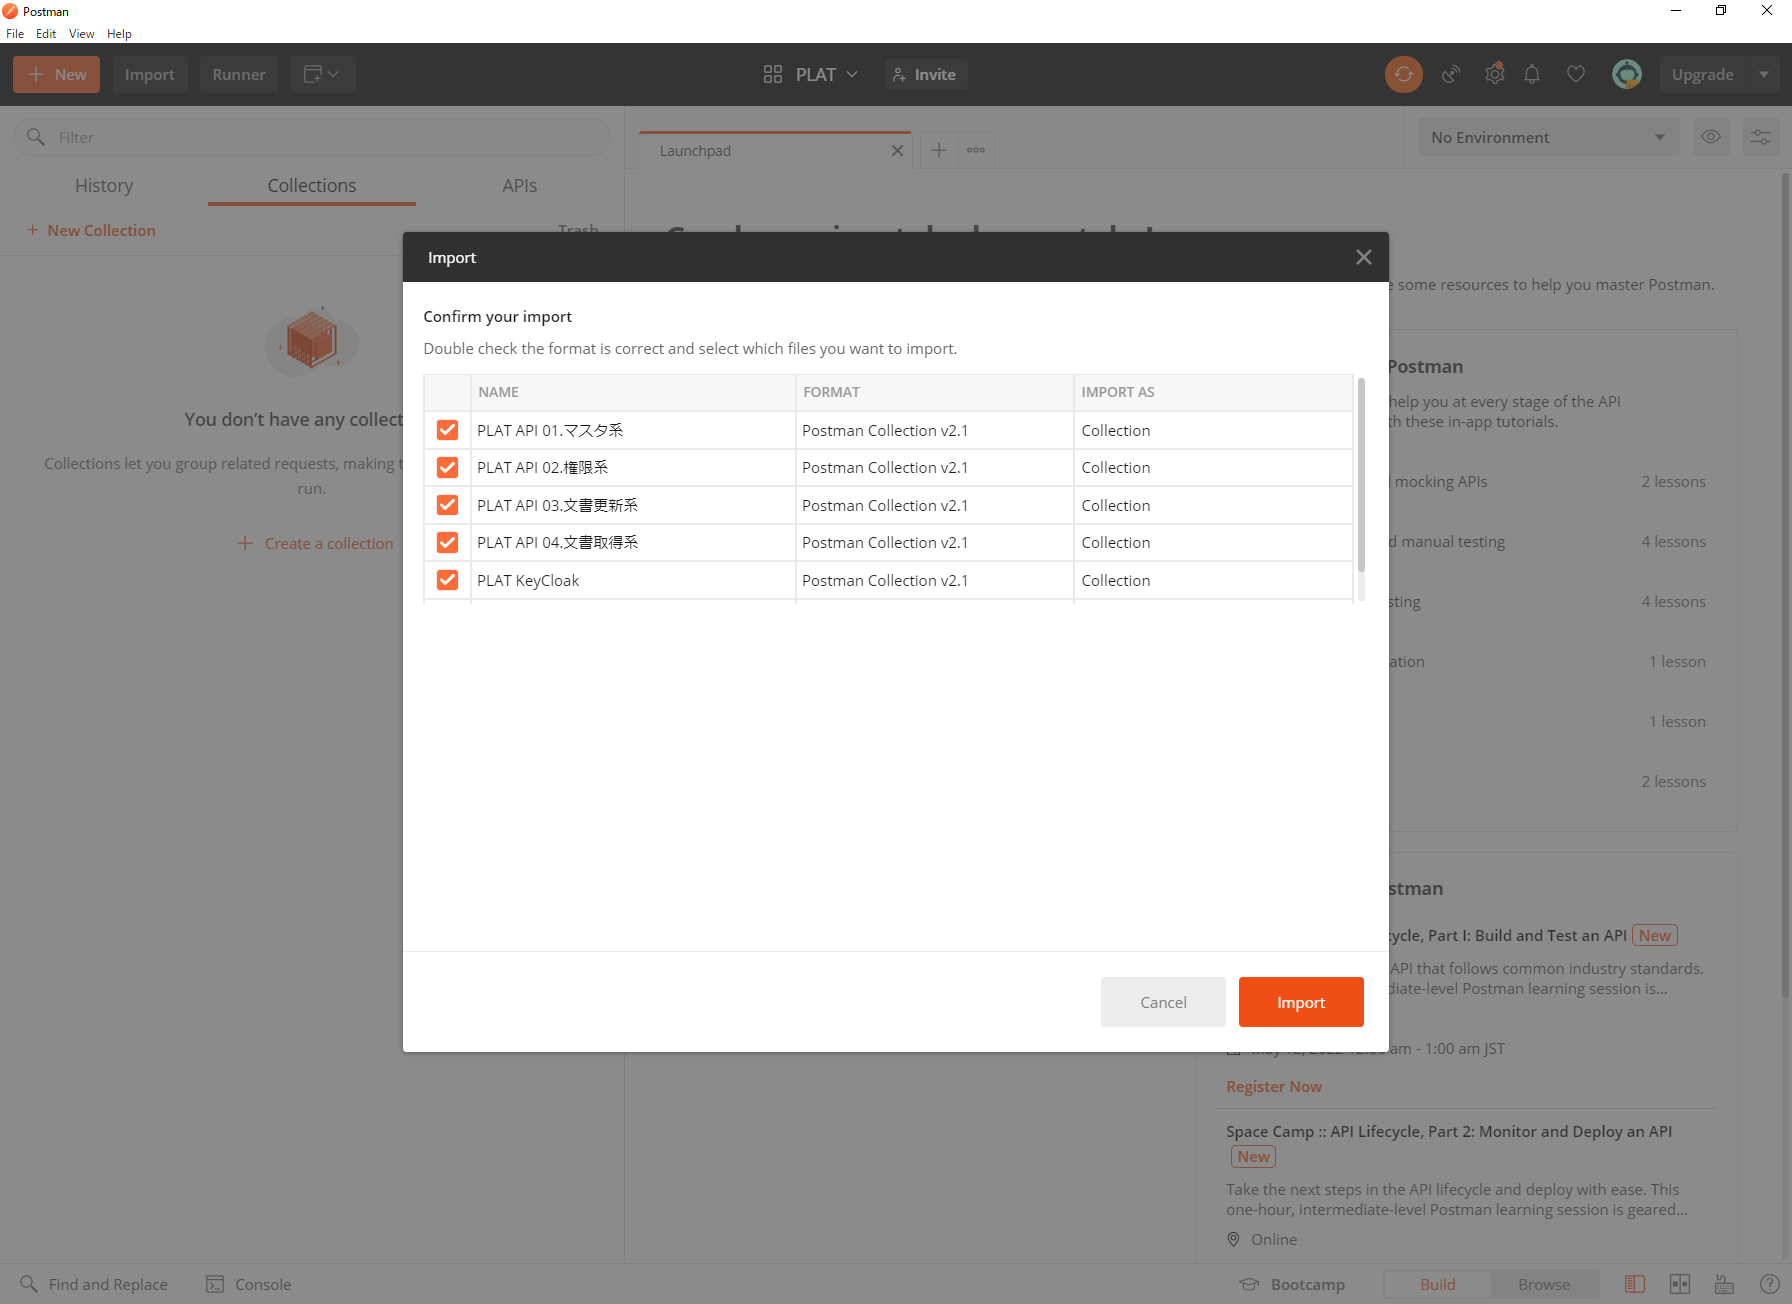 Postman
File Edit View Help
New Import Runner PLAT Invite Upgrade
Filter
Launchpad
No Environment
History Collections APIs
New Collection
You don't have any collect
Collections let you group related requests, making
run.
Create a collection
Import
Confirm your import
Double check the format is correct and select which files you want to import.
NAME FORMAT IMPORT AS
PLAT API 01.マスタ系 Postman Collection v2.1 Collection
PLAT API 02.権限系 Postman Collection v2.1 Collection
PLAT API 03.文書更新系 Postman Collection v2.1 Collection
PLAT API 04.文書取得系 Postman Collection v2.1 Collection
PLAT KeyCloak Postman Collection v2.1 Collection
Cancel Import
some resources to help you master Postman.
Postman
help you at every stage of the API
these in-app tutorials.
mocking APIs 2 lessons
manual testing 4 lessons
sting 4 lessons
ation 1 lesson
1 lesson
2 lessons
stman
ycle, Part I: Build and Test an API New
API that follows common industry standards.
diate-level Postman learning session is...
am - 1:00 am JST
Register Now
Space Camp :: API Lifecycle, Part 2: Monitor and Deploy an API
New
Take the next steps in the API lifecycle and deploy with ease. This
one-hour, intermediate-level Postman learning session is geared...
Online
Find and Replace Console Bootcamp Build Browse